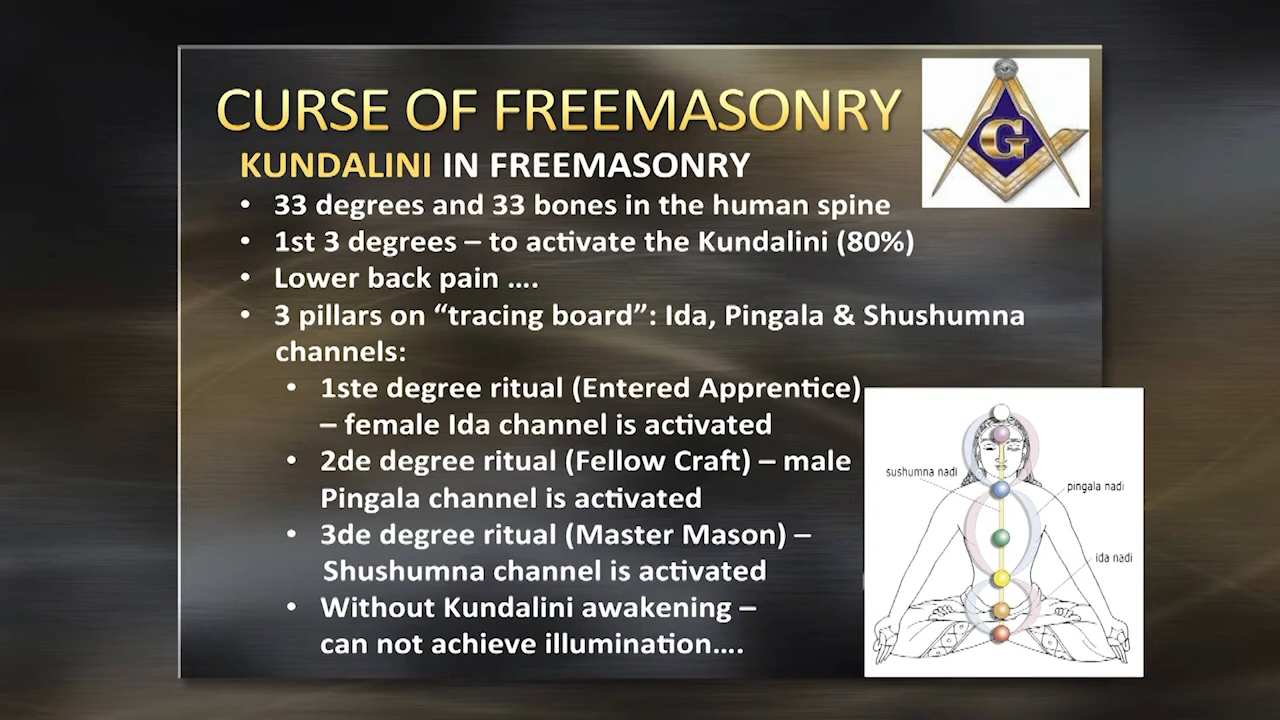 CURSE OF FREEMASONRY
G
KUNDALINI IN FREEMASONRY
• 33 degrees and 33 bones in the human spine
• 1st 3 degrees – to activate the Kundalini (80%)
• Lower back pain ....
• 3 pillars on “tracing board”: Ida, Pingala & Shushumna
channels:
• 1ste degree ritual (Entered Apprentice)
– female Ida channel is activated
• 2de degree ritual (Fellow Craft) – male
Pingala channel is activated
• 3de degree ritual (Master Mason) –
Shushumna channel is activated
• Without Kundalini awakening –
can not achieve illumination....
sushumna nadi
pingala nadi
ida nadi